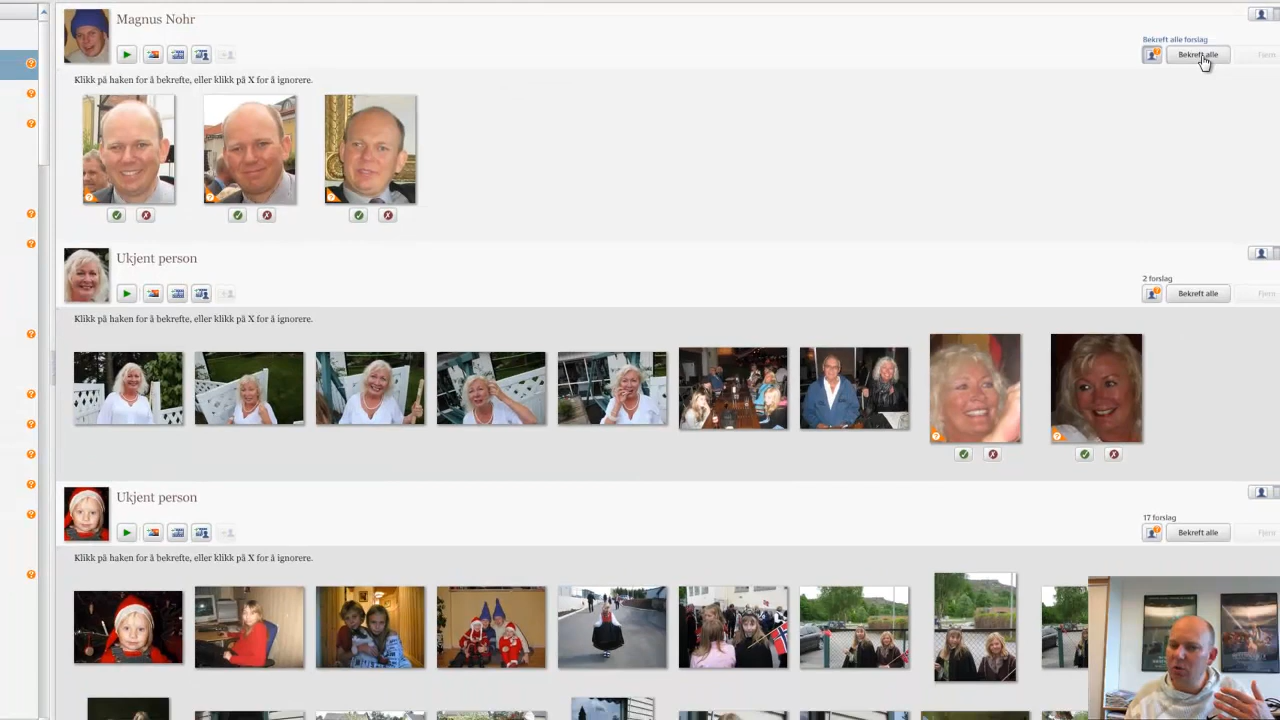 Magnus Nohr
Bekreft alle forslag
Bekreft alle
Fjern
Klikk på haken for å bekrefte, eller klikk på X for å ignorere.
Ukjent person
2 forslag
Bekreft alle
Fjern
Klikk på haken for å bekrefte, eller klikk på X for å ignorere.
Ukjent person
17 forslag
Bekreft alle
Fjern
Klikk på haken for å bekrefte, eller klikk på X for å ignorere.